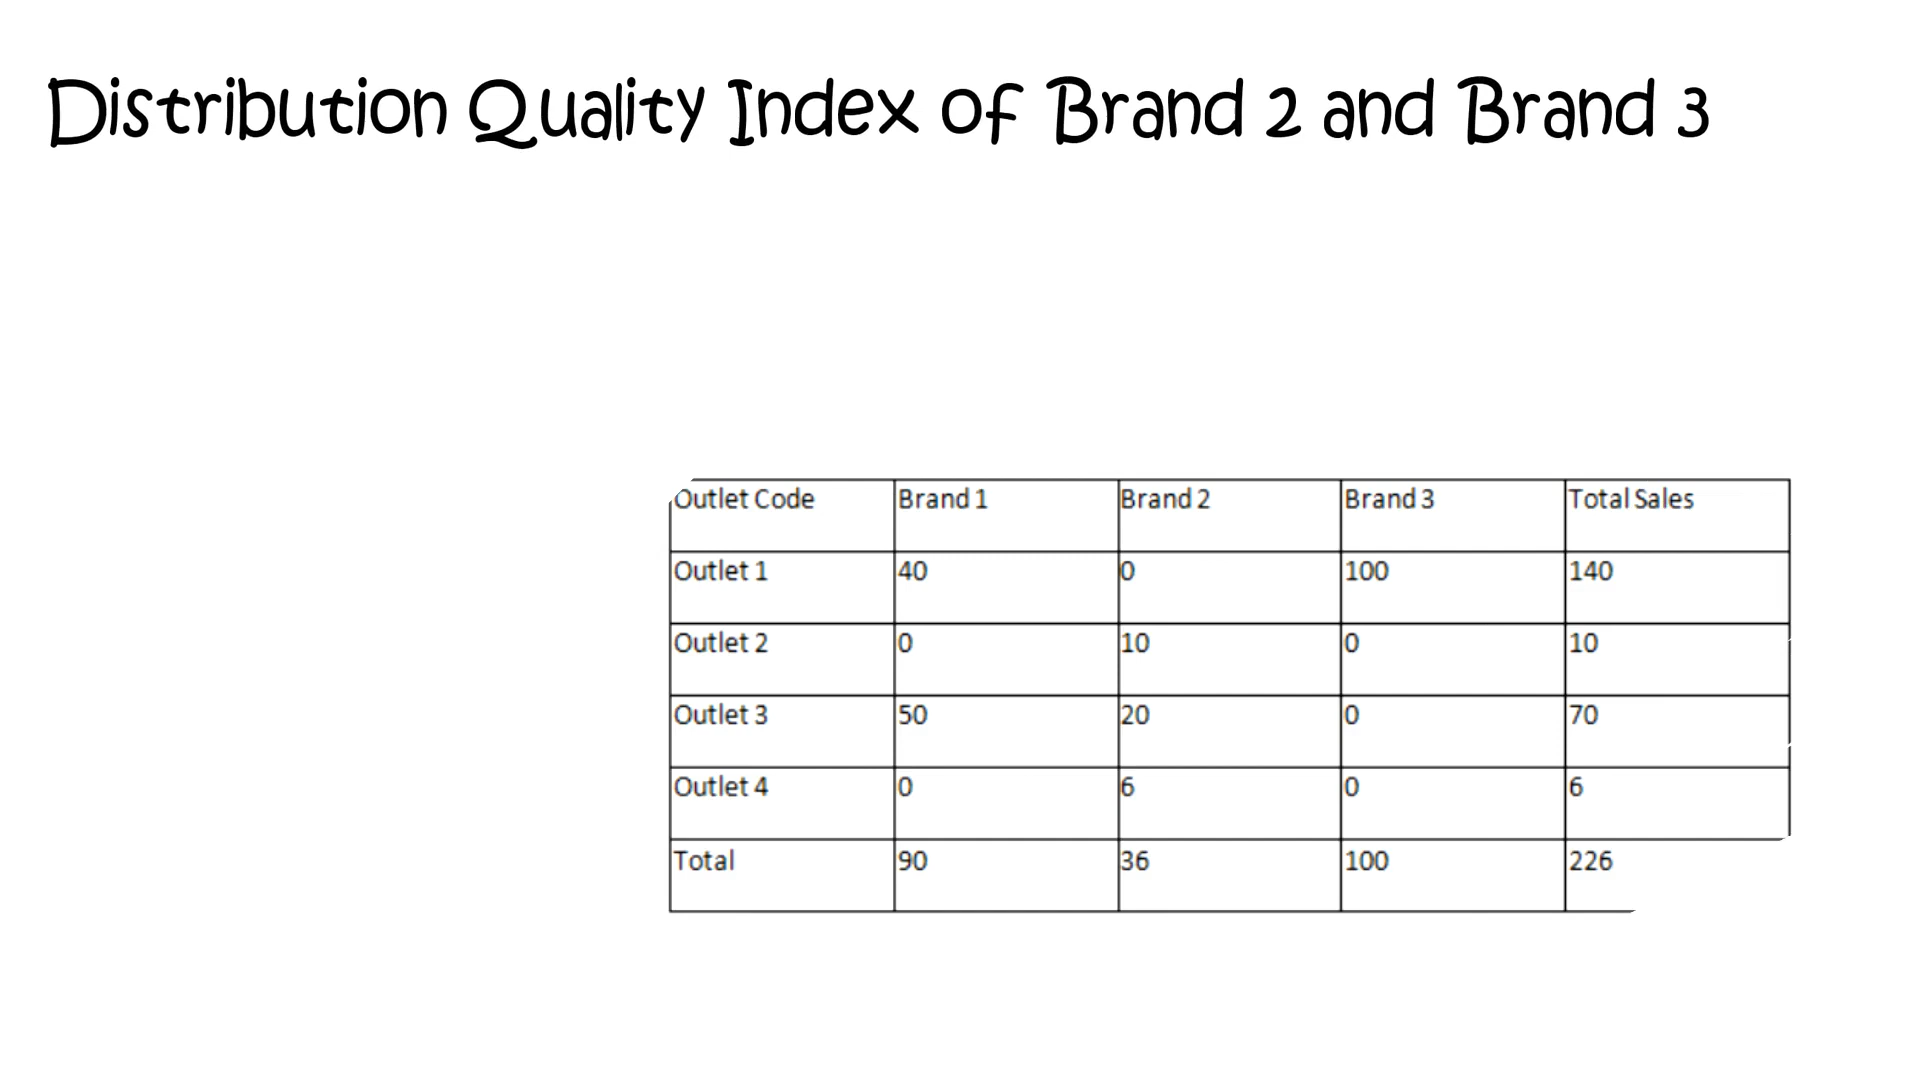 Distribution Quality Index of Brand 2 and Brand 3
Outlet Code Brand 1 Brand 2 Brand 3 Total Sales
Outlet 1 40 0 100 140
Outlet 2 0 10 0 10
Outlet 3 50 20 0 70
Outlet 4 0 6 0 6
Total 90 36 100 226